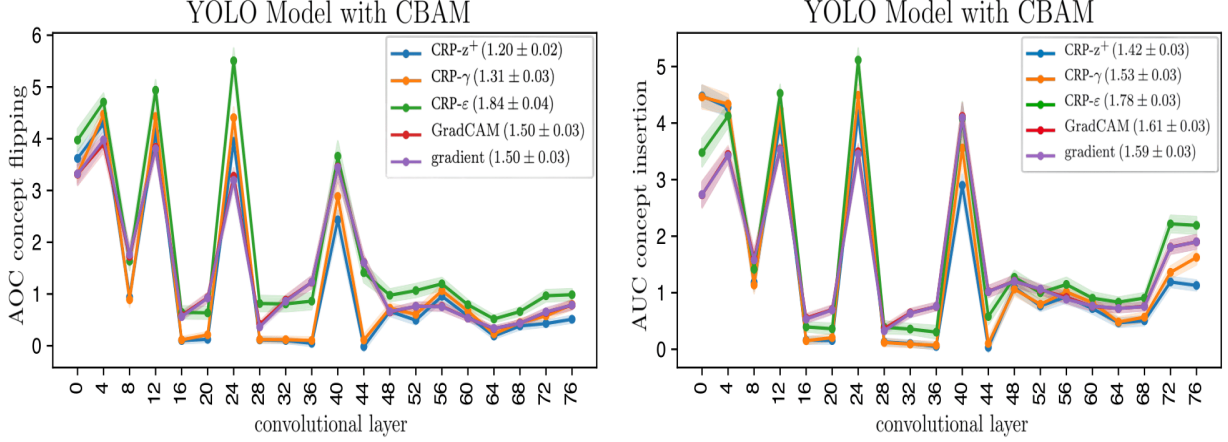 YOLO Model with CBAM
AOC concept flipping
6
5
4
3
2
1
0
CRP-z+ (1.20 ± 0.02)
CRP-γ (1.31 ± 0.03)
CRP-ε (1.84 ± 0.04)
GradCAM (1.50 ± 0.03)
gradient (1.50 ± 0.03)
0 4 8 12 16 20 24 28 32 36 40 44 48 52 56 60 64 68 72 76
convolutional layer
YOLO Model with CBAM
AUC concept insertion
5
4
3
2
1
0
CRP-z+ (1.42 ± 0.03)
CRP-γ (1.53 ± 0.03)
CRP-ε (1.78 ± 0.03)
GradCAM (1.61 ± 0.03)
gradient (1.59 ± 0.03)
0 4 8 12 16 20 24 28 32 36 40 44 48 52 56 60 64 68 72 76
convolutional layer